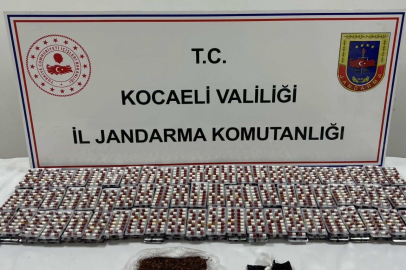 T.C.
KOCAELİ VALİLİĞİ
İL JANDARMA KOMUTANLIĞI